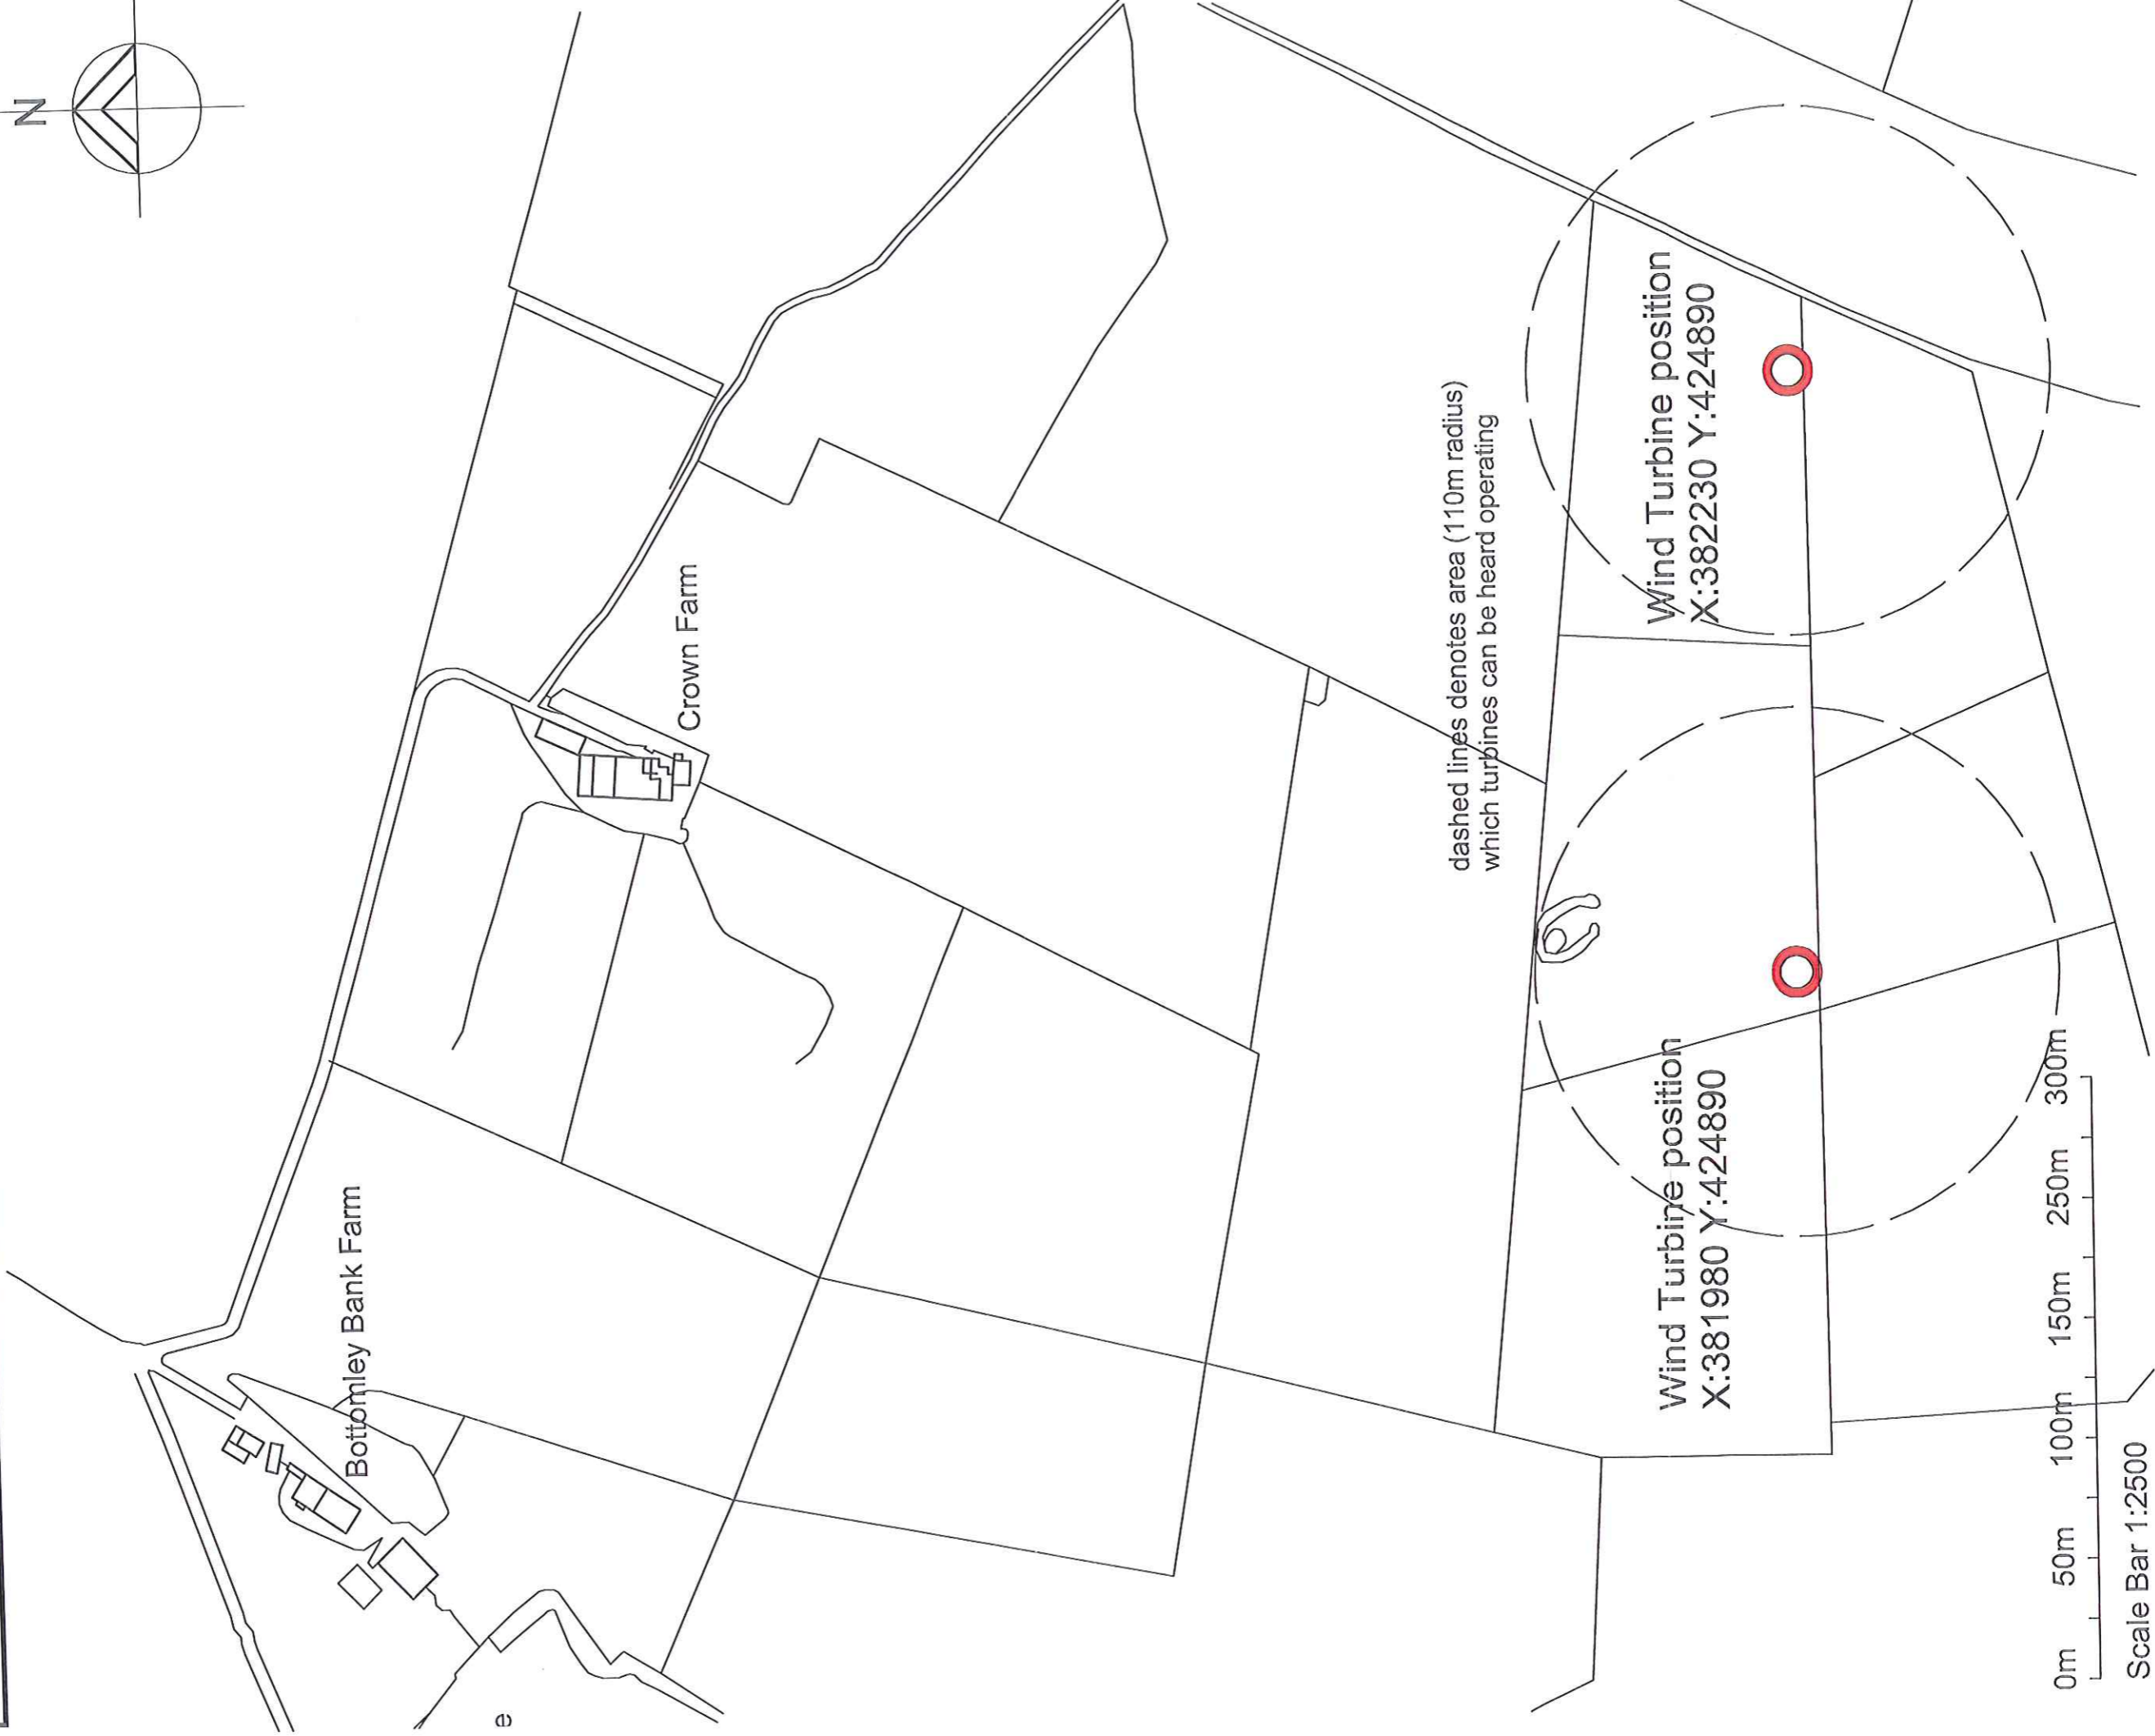 N
Crown Farm
Bottomley Bank Farm
dashed lines denotes area (110m radius)
which turbines can be heard operating
Wind Turbine position
X:382230 Y:424890
Wind Turbine position
X:381980 Y:424890
e
0m 50m 100m 150m 250m 300m
Scale Bar 1:2500